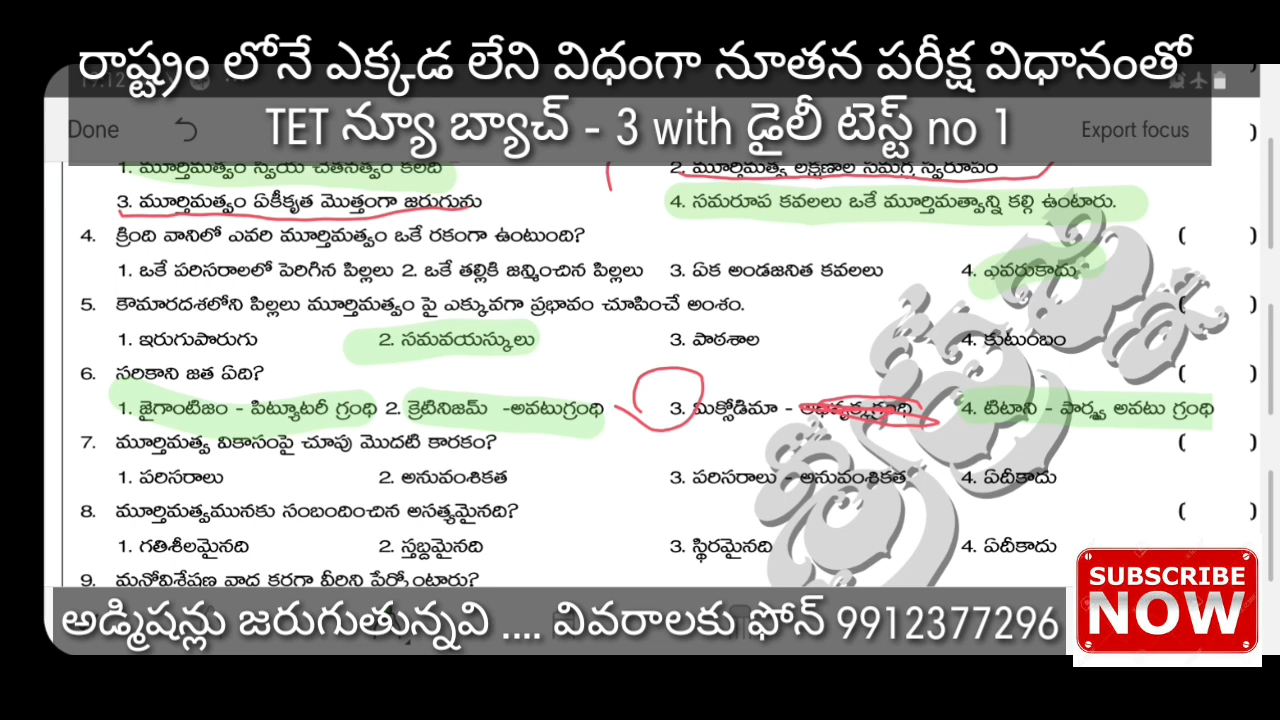 రాష్ట్రం లోనే ఎక్కడ లేని విధంగా నూతన పరీక్ష విధానంతో
TET న్యూ బ్యాచ్ - 3 with డైలీ టెస్ట్ no 1
Done
Export focus
)
1. మూర్తిమత్వం స్వీయ చేతనత్వం కలది 2. మూర్తిమత్వ లక్షణాల సమగ్ర స్వరూపం
3. మూర్తిమత్వం ఏకీకృత మొత్తంగా జరుగును 4. సమరూప కవలలు ఒకే మూర్తిమత్వాన్ని కల్గి ఉంటారు.
4. క్రింది వానిలో ఎవరి మూర్తిమత్వం ఒకే రకంగా ఉంటుంది? ( )
1. ఒకే పరిసరాలలో పెరిగిన పిల్లలు 2. ఒకే తల్లికి జన్మించిన పిల్లలు 3. ఏక అండజనిత కవలలు 4. ఎవరుకాదు
5. కౌమారదశలోని పిల్లలు మూర్తిమత్వం పై ఎక్కువగా ప్రభావం చూపించే అంశం. ( )
1. ఇరుగుపొరుగు 2. సమవయస్కులు 3. పాఠశాల 4. కుటుంబం
6. సరికాని జత ఏది? ( )
1. జైగాంటిజం - పిట్యూటరీ గ్రంథి 2. క్రెటినిజమ్ -అవటుగ్రంథి 3. మిక్సోడిమా - 4. టిటాని - పార్శ్వ అవటు గ్రంథి
7. మూర్తిమత్వ వికాసంపై చూపు మొదటి కారకం? ( )
1. పరిసరాలు 2. అనువంశికత 3. పరిసరాలు - అనువంశికత 4. ఏదీకాదు
8. మూర్తిమత్వమునకు సంబందించిన అసత్యమైనది? ( )
1. గతిశీలమైనది 2. స్తబ్దమైనది 3. స్థిరమైనది 4. ఏదీకాదు
9. మనోవిశ్లేషణ వాద కర్తగా వీరిని పేర్కోంటారు?
అడ్మిషన్లు జరుగుతున్నవి .... వివరాలకు ఫోన్ 9912377296
SUBSCRIBE
NOW